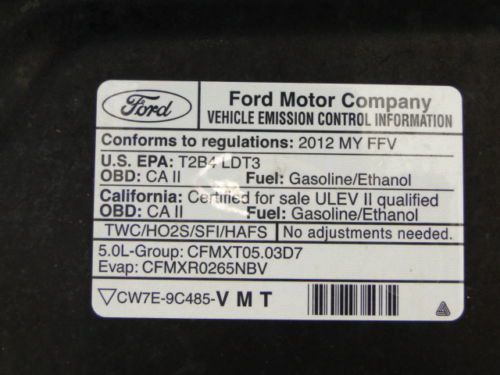 Ford
Ford Motor Company
VEHICLE EMISSION CONTROL INFORMATION
Conforms to regulations: 2012 MY FFV
U.S. EPA: T2B4 LDT3
OBD: CA II Fuel: Gasoline/Ethanol
California: Certified for sale ULEV II qualified
OBD: CA II Fuel: Gasoline/Ethanol
TWC/HO2S/SFI/HAFS No adjustments needed.
5.0L-Group: CFMXT05.03D7
Evap: CFMXR0265NBV
CW7E-9C485-V M T